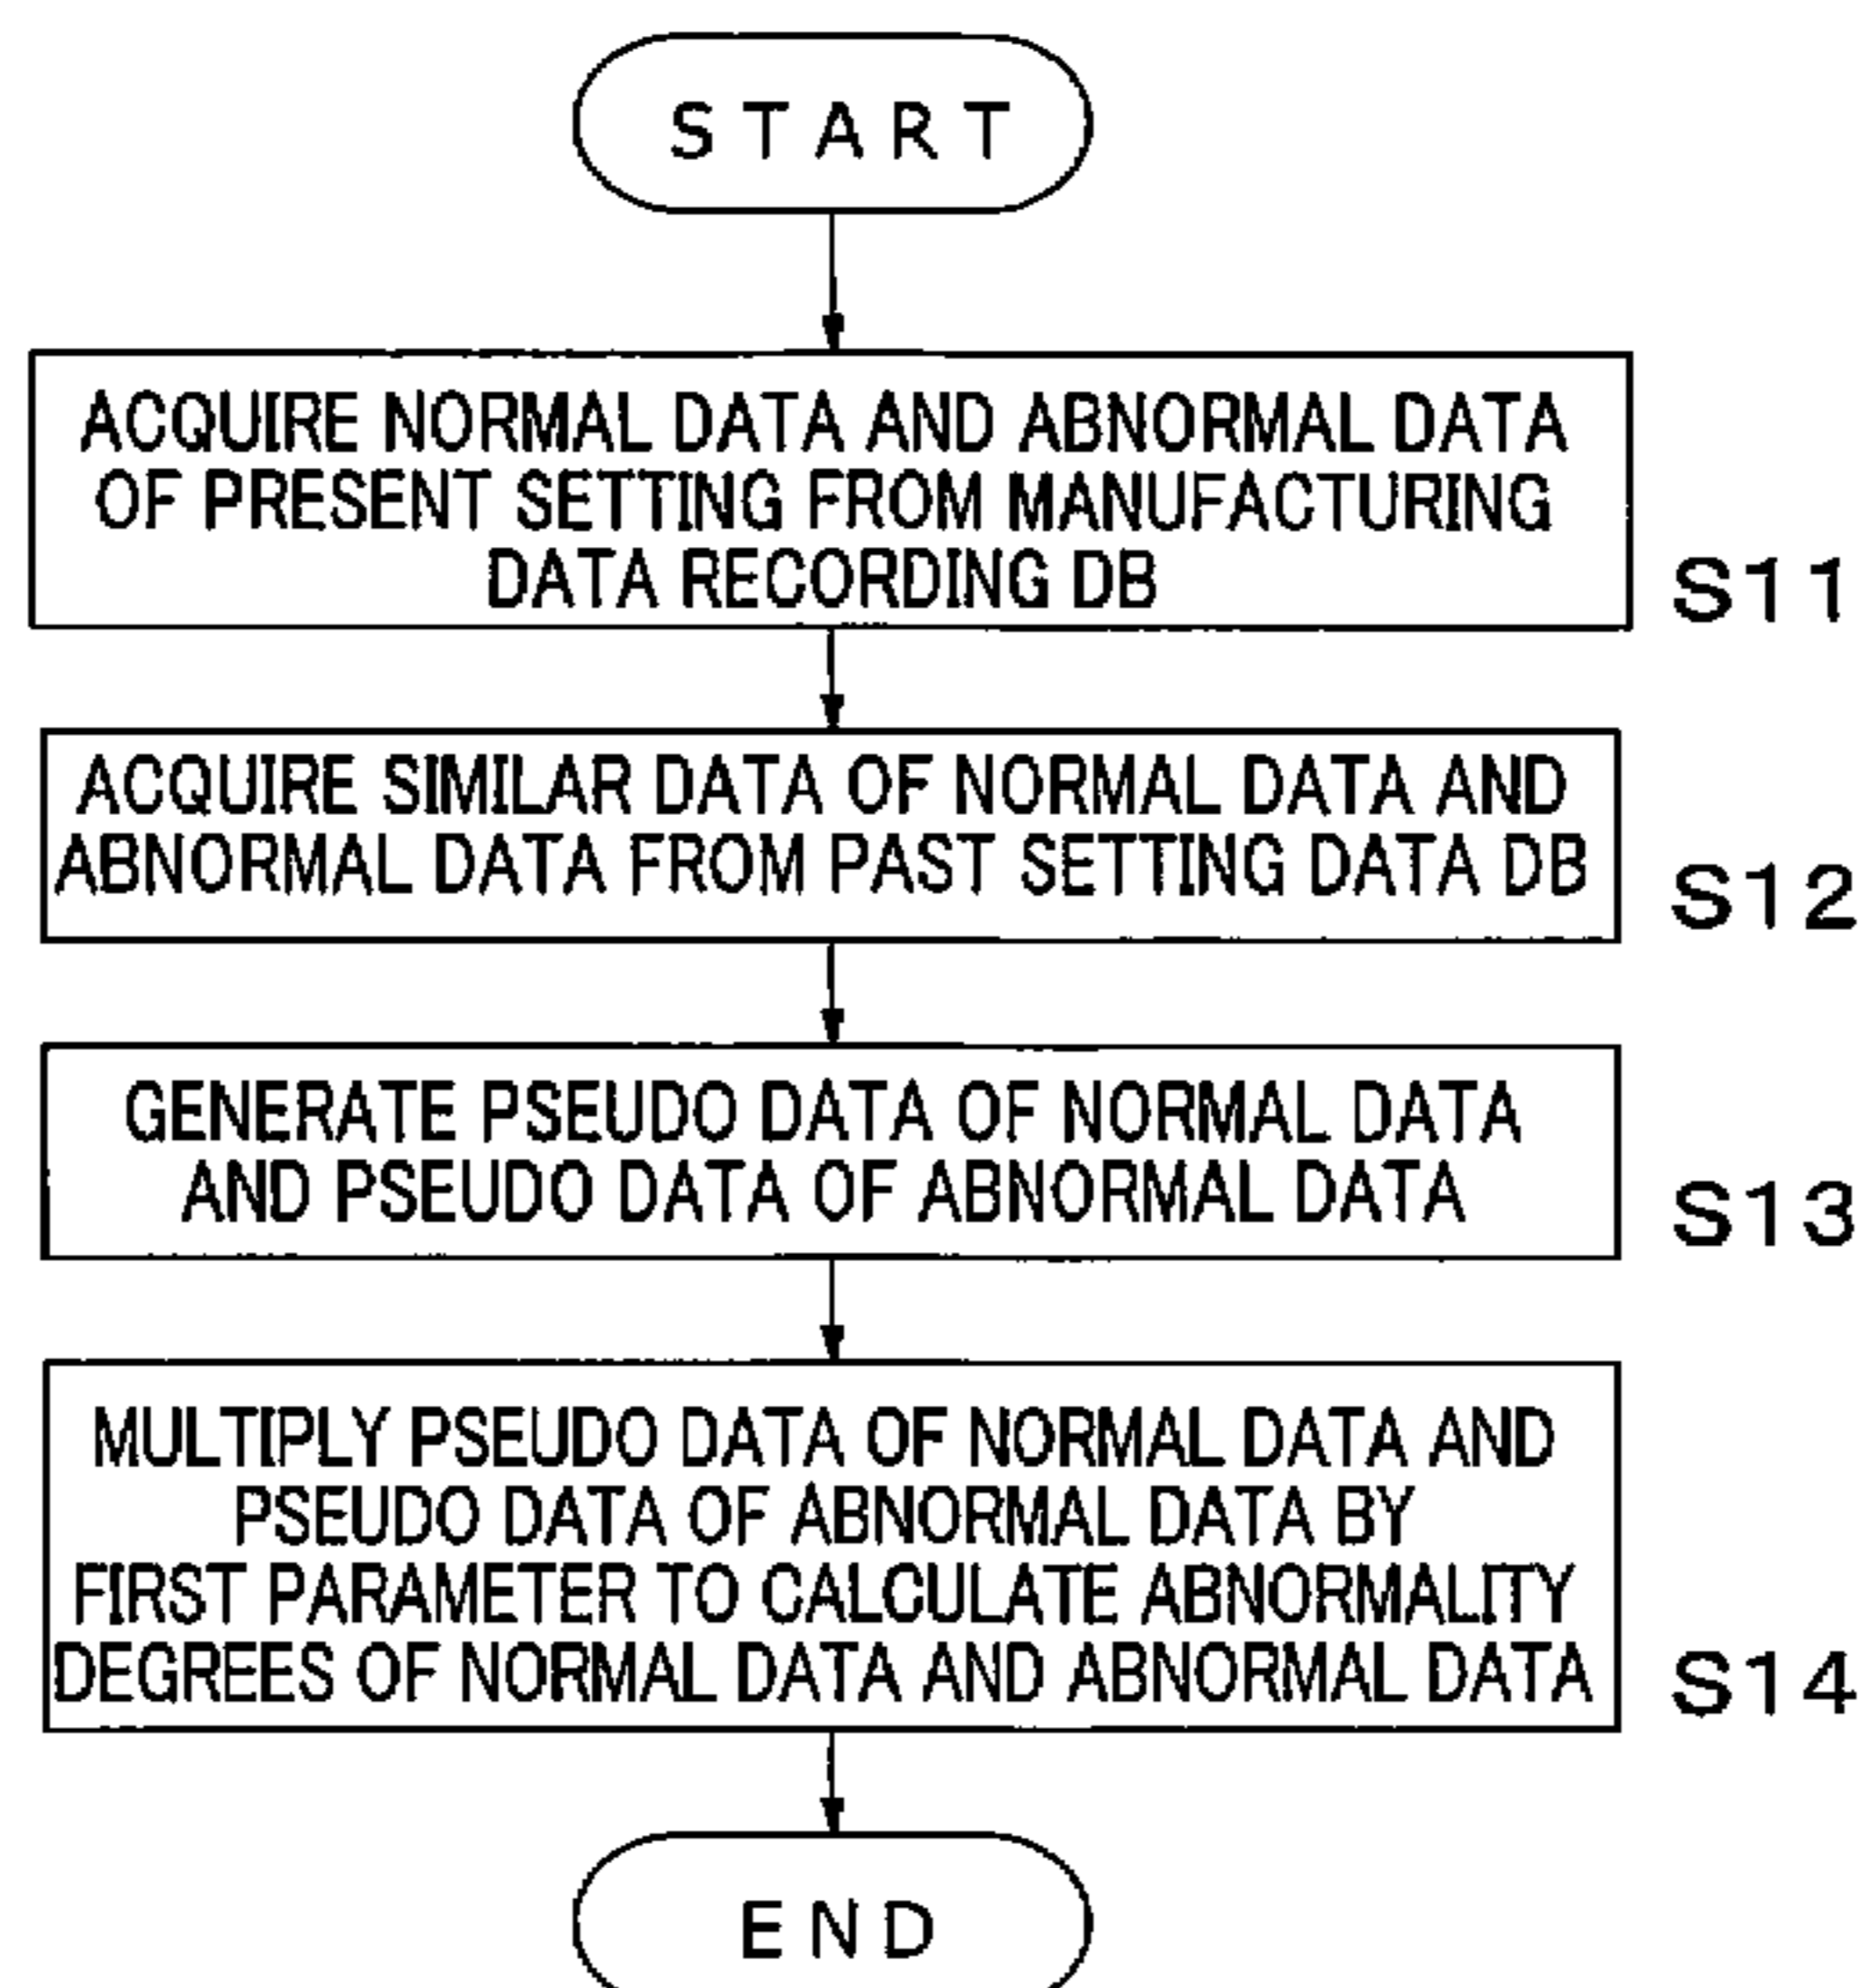 START
ACQUIRE NORMAL DATA AND ABNORMAL DATA
OF PRESENT SETTING FROM MANUFACTURING
DATA RECORDING DB
S11
ACQUIRE SIMILAR DATA OF NORMAL DATA AND
ABNORMAL DATA FROM PAST SETTING DATA DB
S12
GENERATE PSEUDO DATA OF NORMAL DATA
AND PSEUDO DATA OF ABNORMAL DATA
S13
MULTIPLY PSEUDO DATA OF NORMAL DATA AND
PSEUDO DATA OF ABNORMAL DATA BY
FIRST PARAMETER TO CALCULATE ABNORMALITY
DEGREES OF NORMAL DATA AND ABNORMAL DATA
S14
END